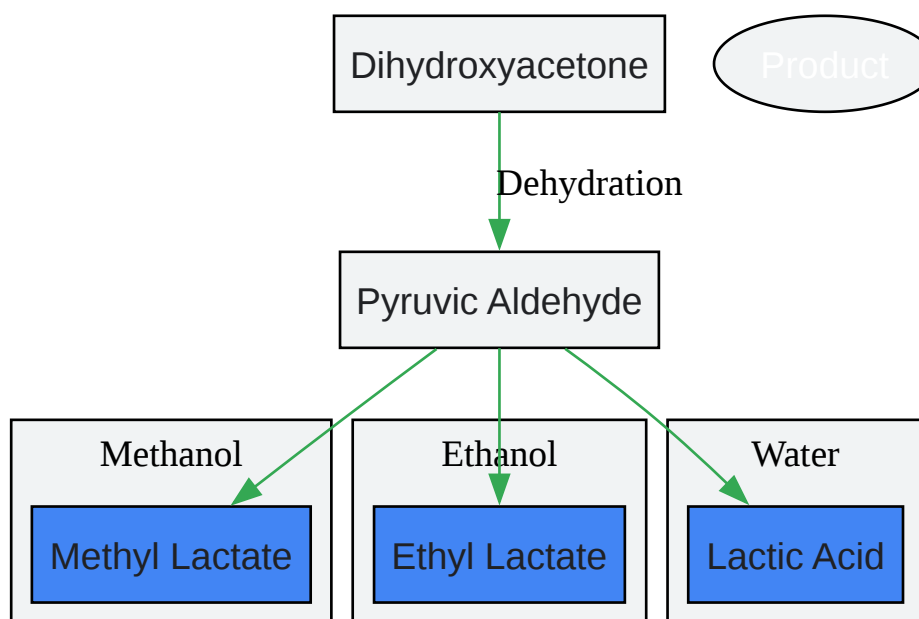 Dihydroxyacetone
Product
Dehydration
Pyruvic Aldehyde
Methanol
Ethanol
Water
Methyl Lactate
Ethyl Lactate
Lactic Acid